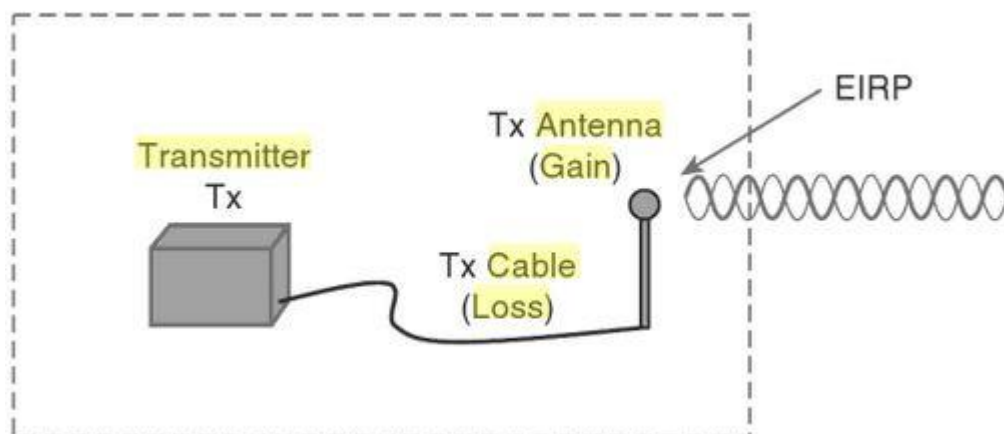 EIRP
Tx Antenna
(Gain)
Transmitter
Tx
Tx Cable
(Loss)